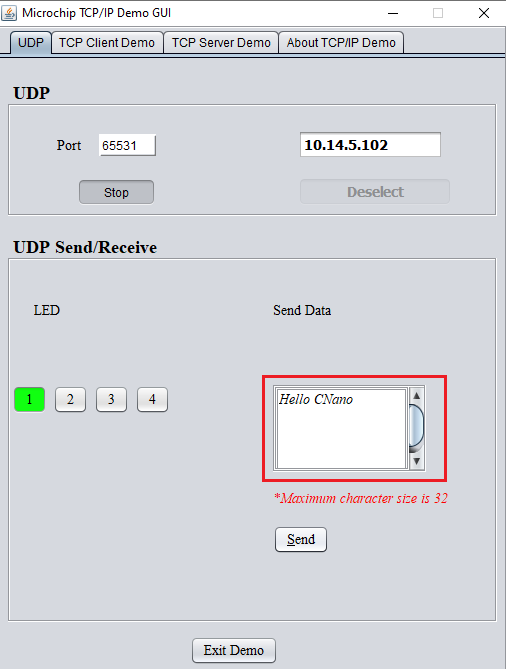 Microchip TCP/IP Demo GUI
UDP TCP Client Demo TCP Server Demo About TCP/IP Demo
UDP
Port 65531 10.14.5.102
Stop Deselect
UDP Send/Receive
LED Send Data
1 2 3 4
Hello CNano
*Maximum character size is 32
Send
Exit Demo